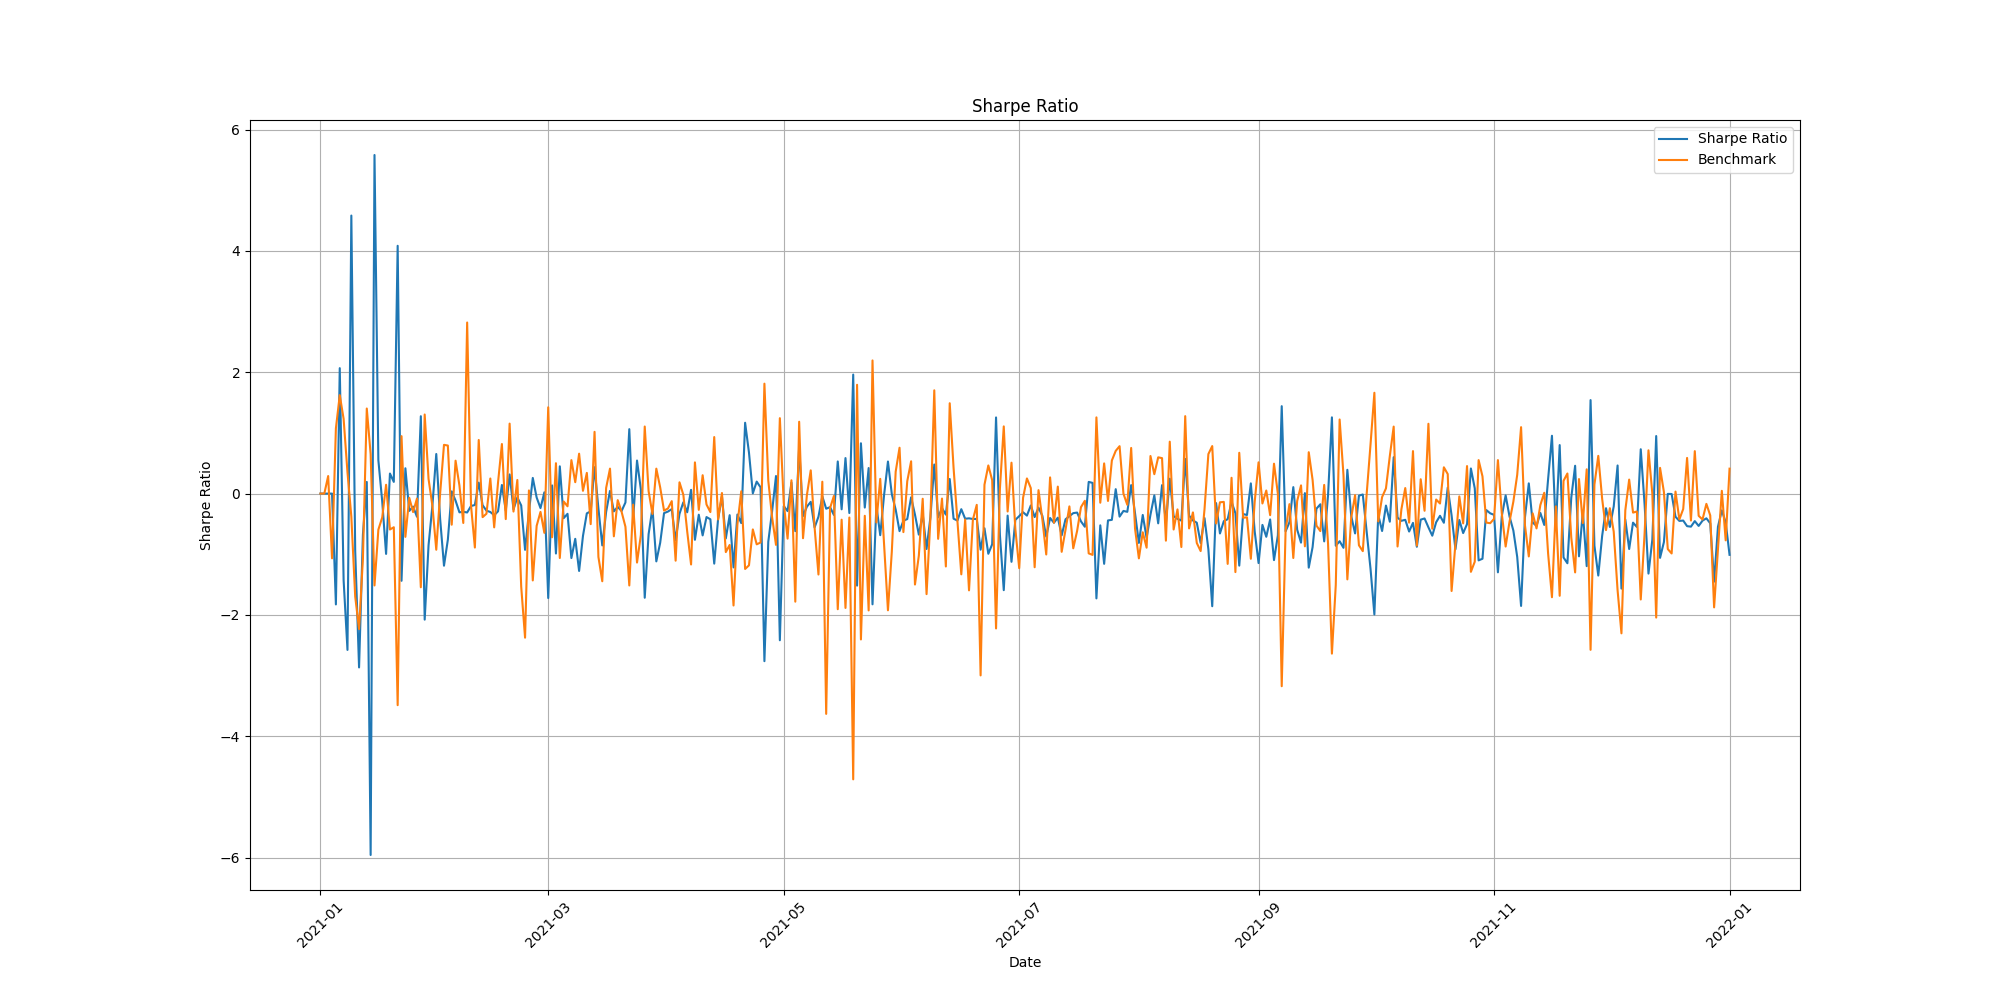 Sharpe Ratio
Sharpe Ratio
Benchmark
6
4
2
0
−2
−4
−6
Sharpe Ratio
2021-01
2021-03
2021-05
2021-07
2021-09
2021-11
2022-01
Date